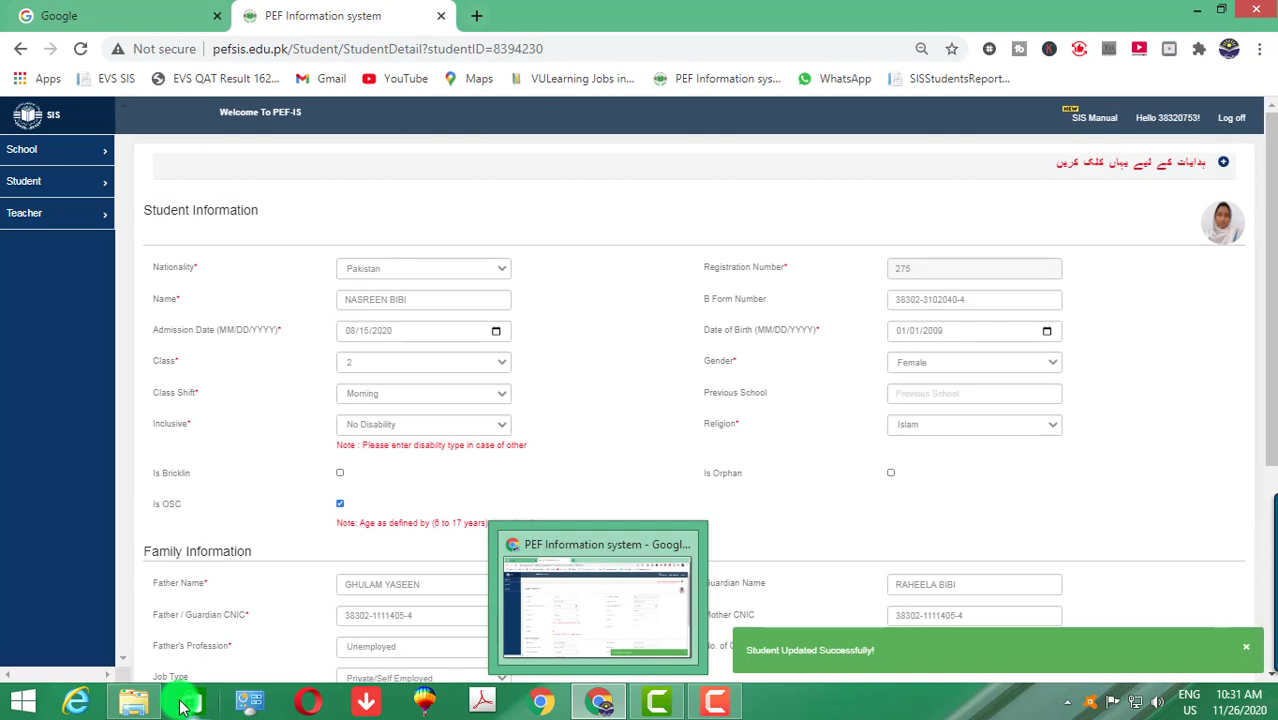 Google
PEF Information system
Not secure
pefsis.edu.pk/Student/StudentDetail?studentID=8394230
Apps
EVS SIS
EVS QAT Result 162...
Gmail
YouTube
Maps
VULearning Jobs in...
PEF Information sys...
WhatsApp
SISStudentsReport...
SIS
Welcome To PEF-IS
NEW
SIS Manual
Hello 38320753!
Log off
School
Student
Teacher
ہدایات کے لیے یہاں کلک کریں
Student Information
Nationality*
Pakistan
Registration Number*
275
Name*
NASREEN BIBI
B Form Number
38302-3102040-4
Admission Date (MM/DD/YYYY)*
08/15/2020
Date of Birth (MM/DD/YYYY)*
01/01/2009
Class*
2
Gender*
Female
Class Shift*
Morning
Previous School
Previous School
Inclusive*
No Disability
Religion*
Islam
Note : Please enter disabilty type in case of other
Is Bricklin
Is Orphan
Is OSC
Note: Age as defined by (6 to 17 years)
PEF Information system - Googl...
Family Information
Father Name*
GHULAM YASEEN
Guardian Name
RAHEELA BIBI
Father / Guardian CNIC*
38302-1111405-4
Mother CNIC
38302-1111405-4
Father's Profession*
Unemployed
No. of
Student Updated Successfully!
Job Type
Private/Self Employed
ENG
US
10:31 AM
11/26/2020